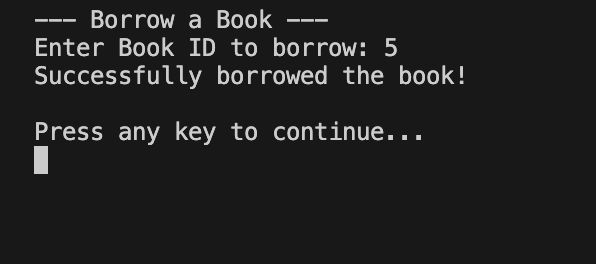 --- Borrow a Book ---
Enter Book ID to borrow: 5
Successfully borrowed the book!
Press any key to continue...